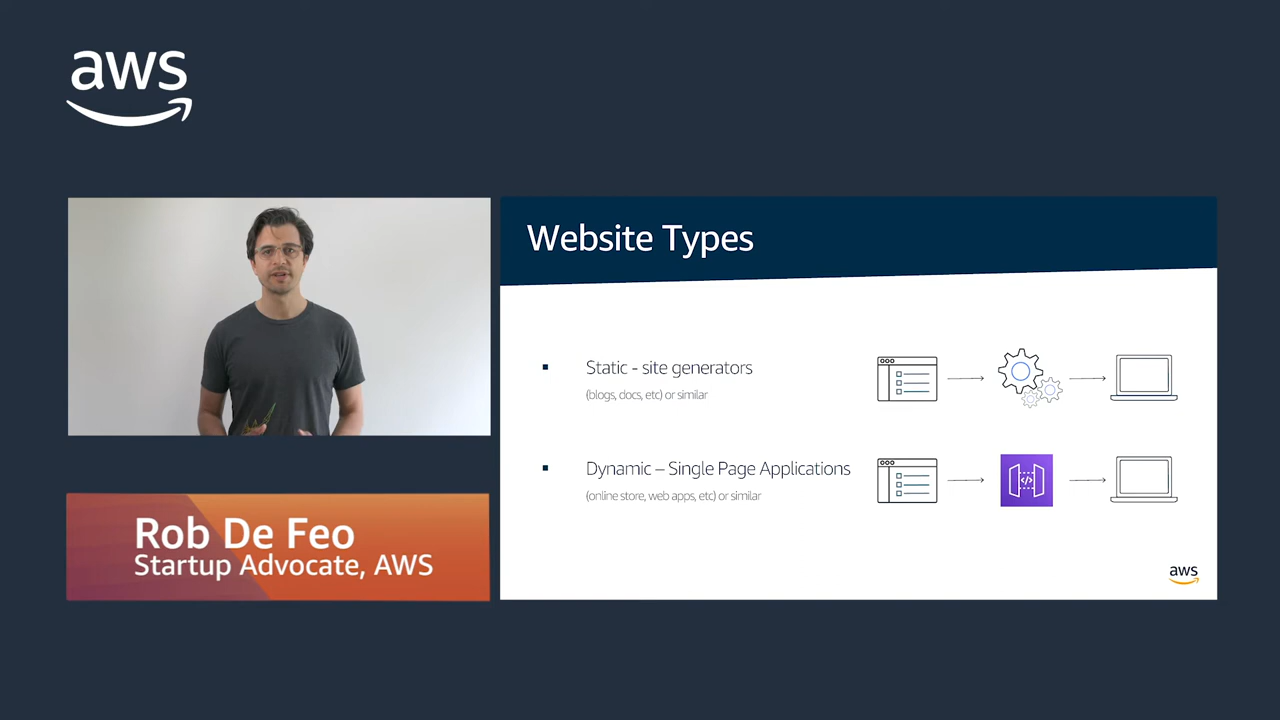 aws
Website Types
Static - site generators
(blogs, docs, etc) or similar
Dynamic – Single Page Applications
(online store, web apps, etc) or similar
</>
aws
Rob De Feo
Startup Advocate, AWS